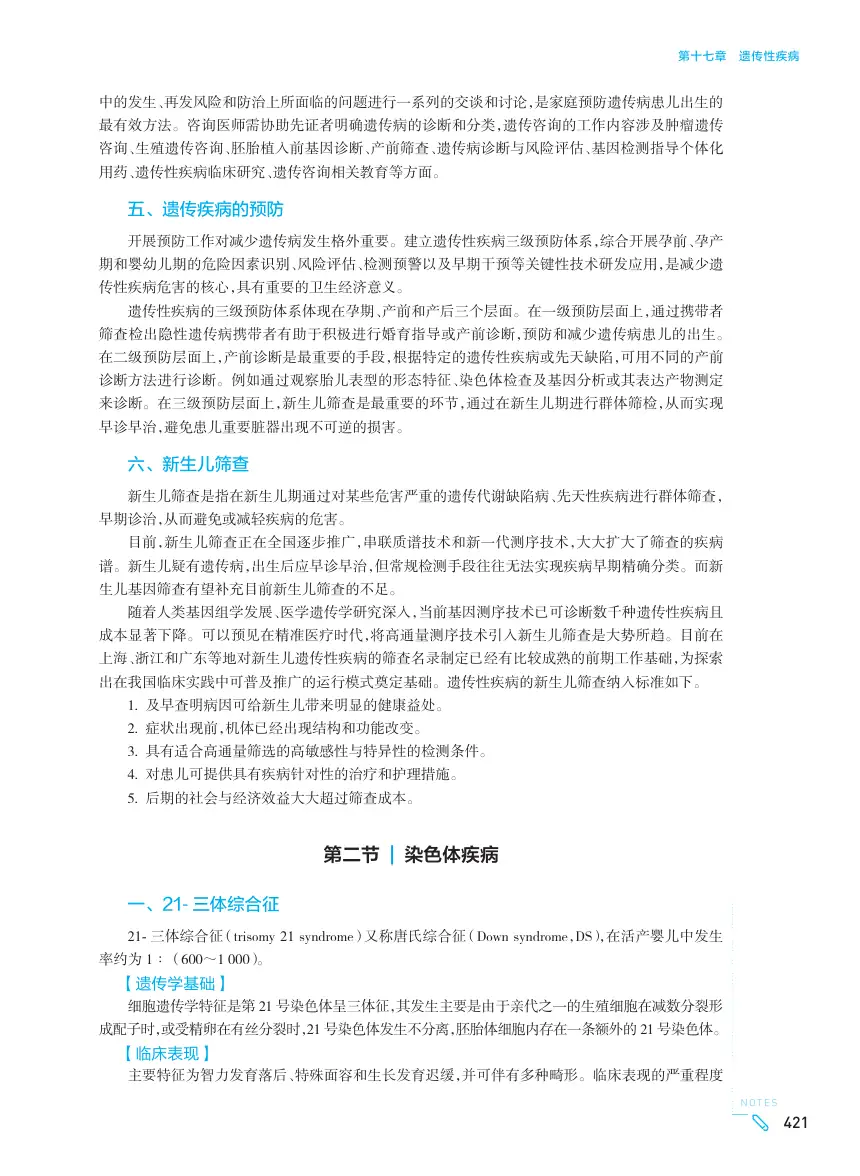 第十七章 遗传性疾病
中的发生、再发风险和防治上所面临的问题进行一系列的交谈和讨论,是家庭预防遗传病患儿出生的
最有效方法。咨询医师需协助先证者明确遗传病的诊断和分类,遗传咨询的工作内容涉及肿瘤遗传
咨询、生殖遗传咨询、胚胎植入前基因诊断、产前筛查、遗传病诊断与风险评估、基因检测指导个体化
用药、遗传性疾病临床研究、遗传咨询相关教育等方面。
五、遗传疾病的预防
开展预防工作对减少遗传病发生格外重要。建立遗传性疾病三级预防体系,综合开展孕前、孕产
期和婴幼儿期的危险因素识别、风险评估、检测预警以及早期干预等关键性技术研发应用,是减少遗
传性疾病危害的核心,具有重要的卫生经济意义。
遗传性疾病的三级预防体系体现在孕期、产前和产后三个层面。在一级预防层面上,通过携带者
筛查检出隐性遗传病携带者有助于积极进行婚育指导或产前诊断,预防和减少遗传病患儿的出生。
在二级预防层面上,产前诊断是最重要的手段,根据特定的遗传性疾病或先天缺陷,可用不同的产前
诊断方法进行诊断。例如通过观察胎儿表型的形态特征、染色体检查及基因分析或其表达产物测定
来诊断。在三级预防层面上,新生儿筛查是最重要的环节,通过在新生儿期进行群体筛检,从而实现
早诊早治,避免患儿重要脏器出现不可逆的损害。
六、新生儿筛查
新生儿筛查是指在新生儿期通过对某些危害严重的遗传代谢缺陷病、先天性疾病进行群体筛查,
早期诊治,从而避免或减轻疾病的危害。
目前,新生儿筛查正在全国逐步推广,串联质谱技术和新一代测序技术,大大扩大了筛查的疾病
谱。新生儿疑有遗传病,出生后应早诊早治,但常规检测手段往往无法实现疾病早期精确分类。而新
生儿基因筛查有望补充目前新生儿筛查的不足。
随着人类基因组学发展、医学遗传学研究深入,当前基因测序技术已可诊断数千种遗传性疾病且
成本显著下降。可以预见在精准医疗时代,将高通量测序技术引入新生儿筛查是大势所趋。目前在
上海、浙江和广东等地对新生儿遗传性疾病的筛查名录制定已经有比较成熟的前期工作基础,为探索
出在我国临床实践中可普及推广的运行模式奠定基础。遗传性疾病的新生儿筛查纳入标准如下。
1. 及早查明病因可给新生儿带来明显的健康益处。
2. 症状出现前,机体已经出现结构和功能改变。
3. 具有适合高通量筛选的高敏感性与特异性的检测条件。
4. 对患儿可提供具有疾病针对性的治疗和护理措施。
5. 后期的社会与经济效益大大超过筛查成本。
第二节 | 染色体疾病
一、21- 三体综合征
21- 三体综合征(trisomy 21 syndrome)又称唐氏综合征(Down syndrome,DS),在活产婴儿中发生
率约为 1∶(600～1 000)。
【遗传学基础】
细胞遗传学特征是第 21 号染色体呈三体征,其发生主要是由于亲代之一的生殖细胞在减数分裂形
成配子时,或受精卵在有丝分裂时,21 号染色体发生不分离,胚胎体细胞内存在一条额外的 21 号染色体。
【临床表现】
主要特征为智力发育落后、特殊面容和生长发育迟缓,并可伴有多种畸形。临床表现的严重程度
NOTES
421